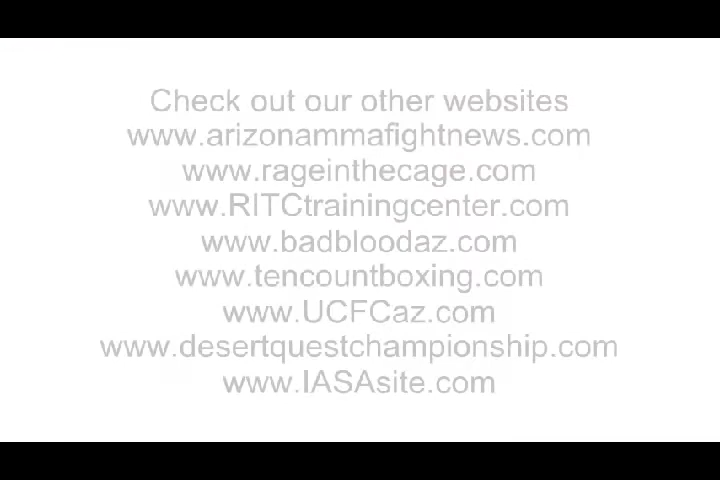 Check out our other websites
www.arizonammafightnews.com
www.rageinthecage.com
www.RITCtrainingcenter.com
www.badbloodaz.com
www.tencountboxing.com
www.UCFCaz.com
www.desertquestchampionship.com
www.IASAsite.com